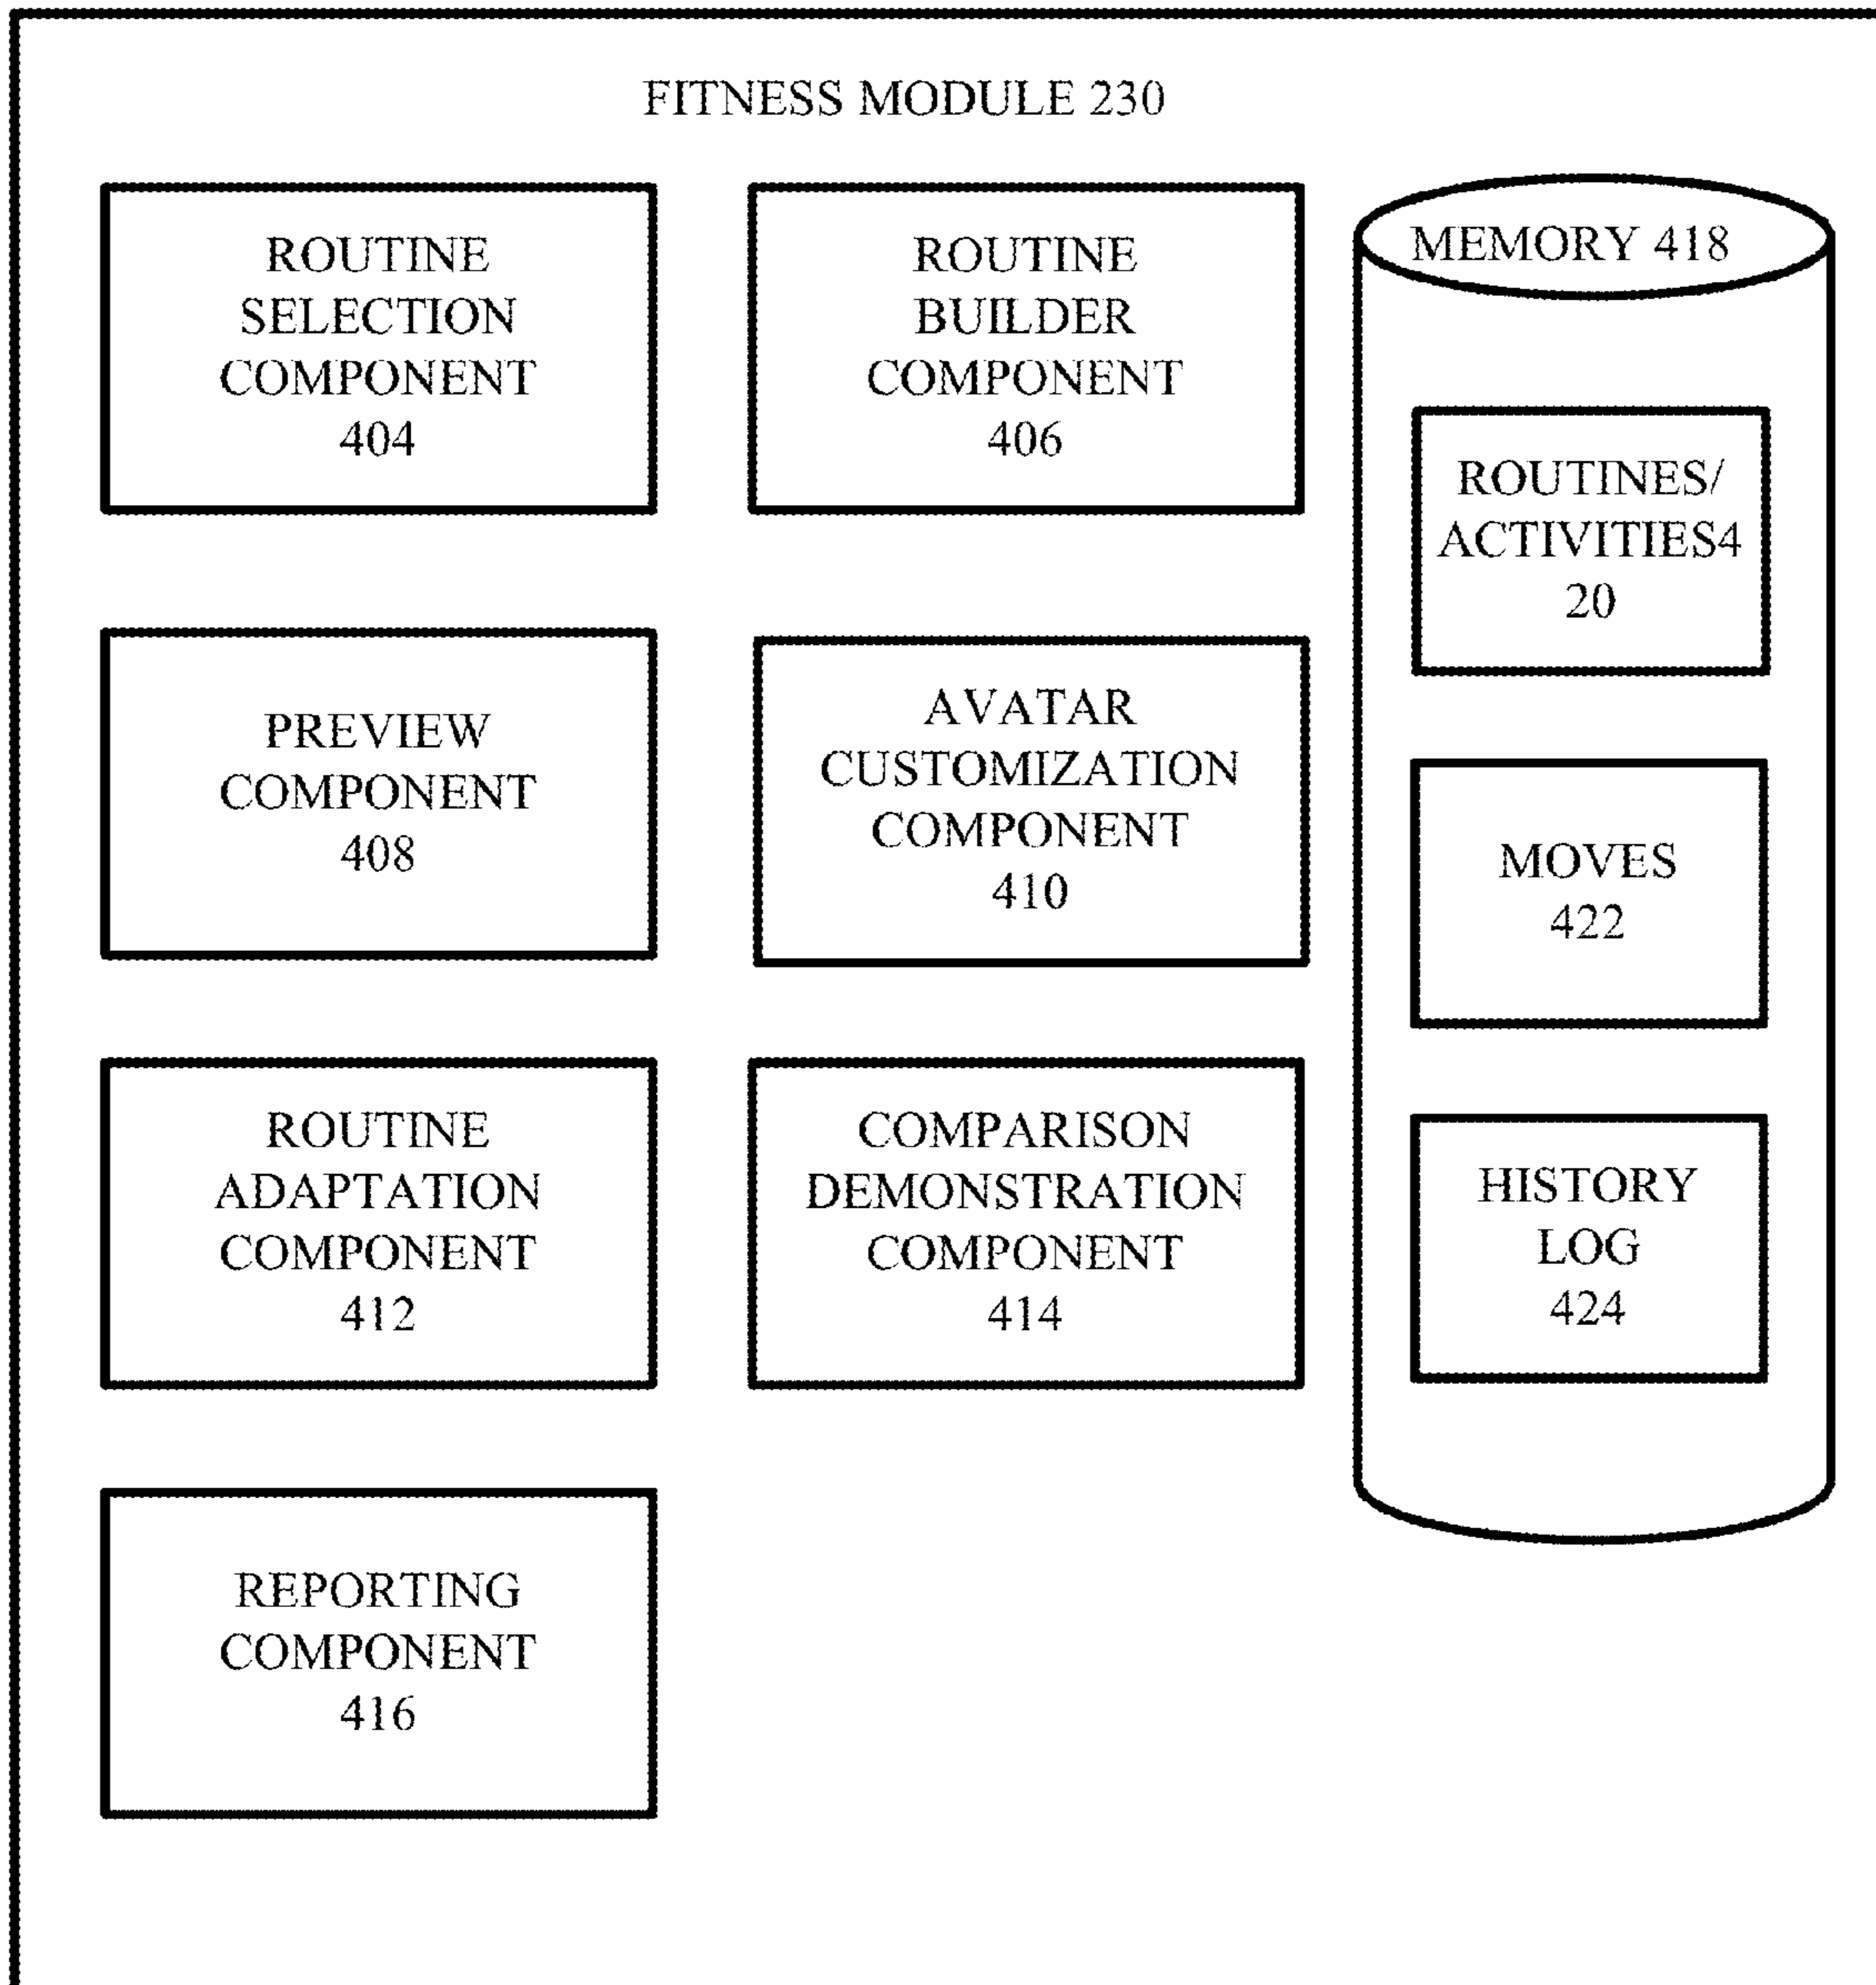 FITNESS MODULE 230
ROUTINE
SELECTION
COMPONENT
404
ROUTINE
BUILDER
COMPONENT
406
MEMORY 418
ROUTINES/
ACTIVITIES4
20
PREVIEW
COMPONENT
408
AVATAR
CUSTOMIZATION
COMPONENT
410
MOVES
422
ROUTINE
ADAPTATION
COMPONENT
412
COMPARISON
DEMONSTRATION
COMPONENT
414
HISTORY
LOG
424
REPORTING
COMPONENT
416